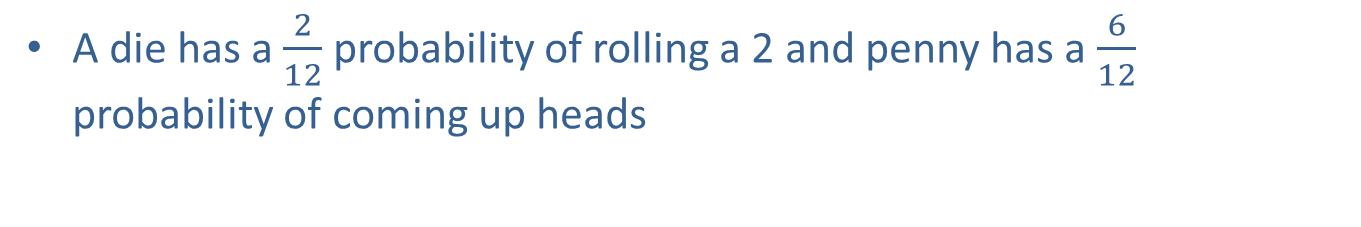 • A die has a 2/12 probability of rolling a 2 and penny has a 6/12
probability of coming up heads